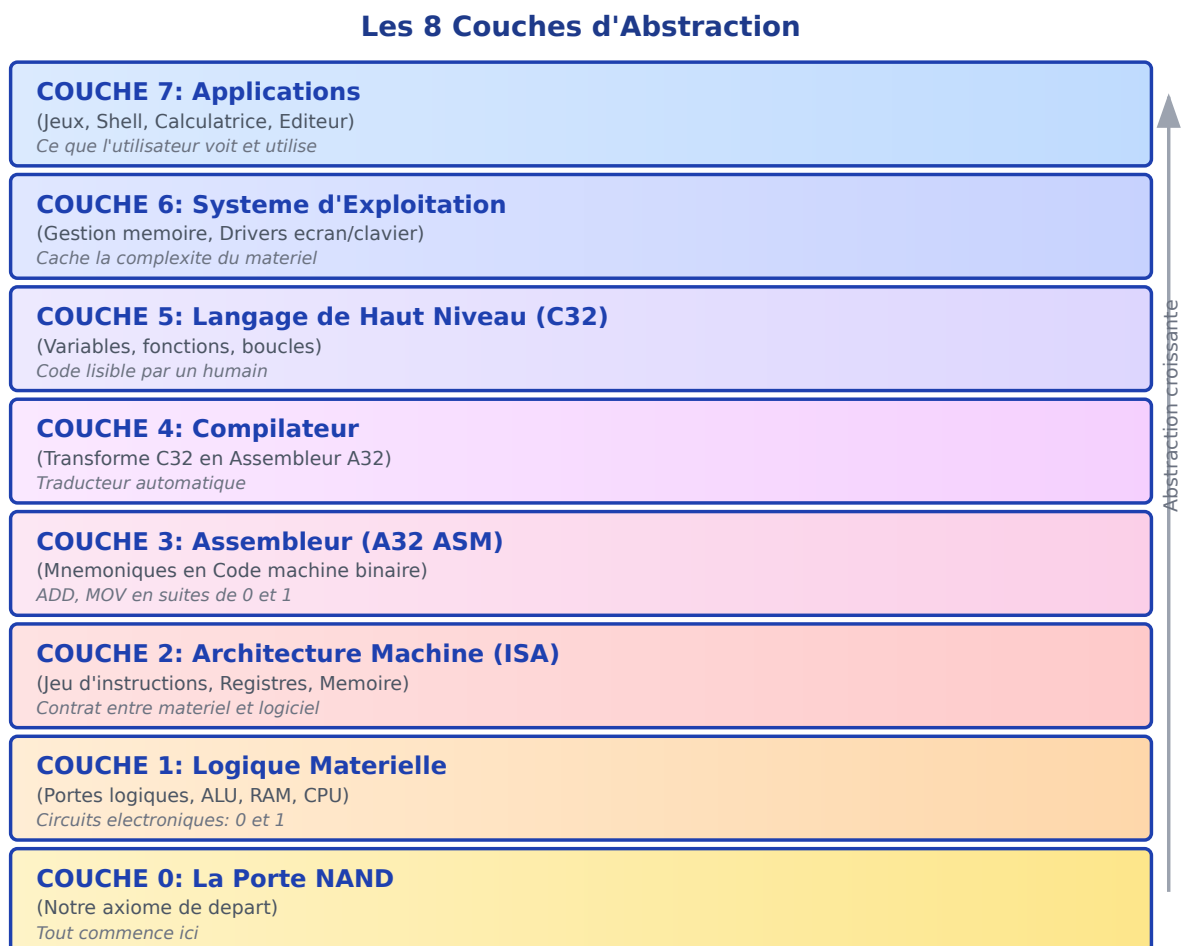 Les 8 Couches d'Abstraction
COUCHE 7: Applications
(Jeux, Shell, Calculatrice, Editeur)
Ce que l'utilisateur voit et utilise
COUCHE 6: Systeme d'Exploitation
(Gestion memoire, Drivers ecran/clavier)
Cache la complexite du materiel
COUCHE 5: Langage de Haut Niveau (C32)
(Variables, fonctions, boucles)
Code lisible par un humain
COUCHE 4: Compilateur
(Transforme C32 en Assembleur A32)
Traducteur automatique
COUCHE 3: Assembleur (A32 ASM)
(Mnemoniques en Code machine binaire)
ADD, MOV en suites de 0 et 1
COUCHE 2: Architecture Machine (ISA)
(Jeu d'instructions, Registres, Memoire)
Contrat entre materiel et logiciel
COUCHE 1: Logique Materielle
(Portes logiques, ALU, RAM, CPU)
Circuits electroniques: 0 et 1
COUCHE 0: La Porte NAND
(Notre axiome de depart)
Tout commence ici
Abstraction croissante